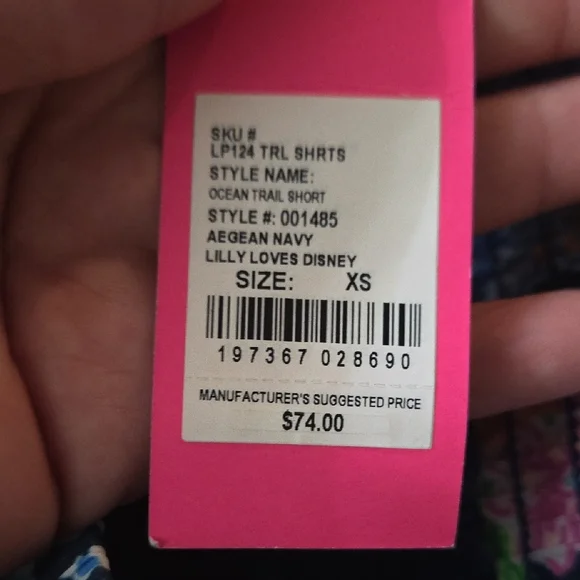 SKU #
LP124 TRL SHRTS
STYLE NAME:
OCEAN TRAIL SHORT
STYLE #: 001485
AEGEAN NAVY
LILLY LOVES DISNEY
SIZE: XS
197367 028690
MANUFACTURER'S SUGGESTED PRICE
$74.00